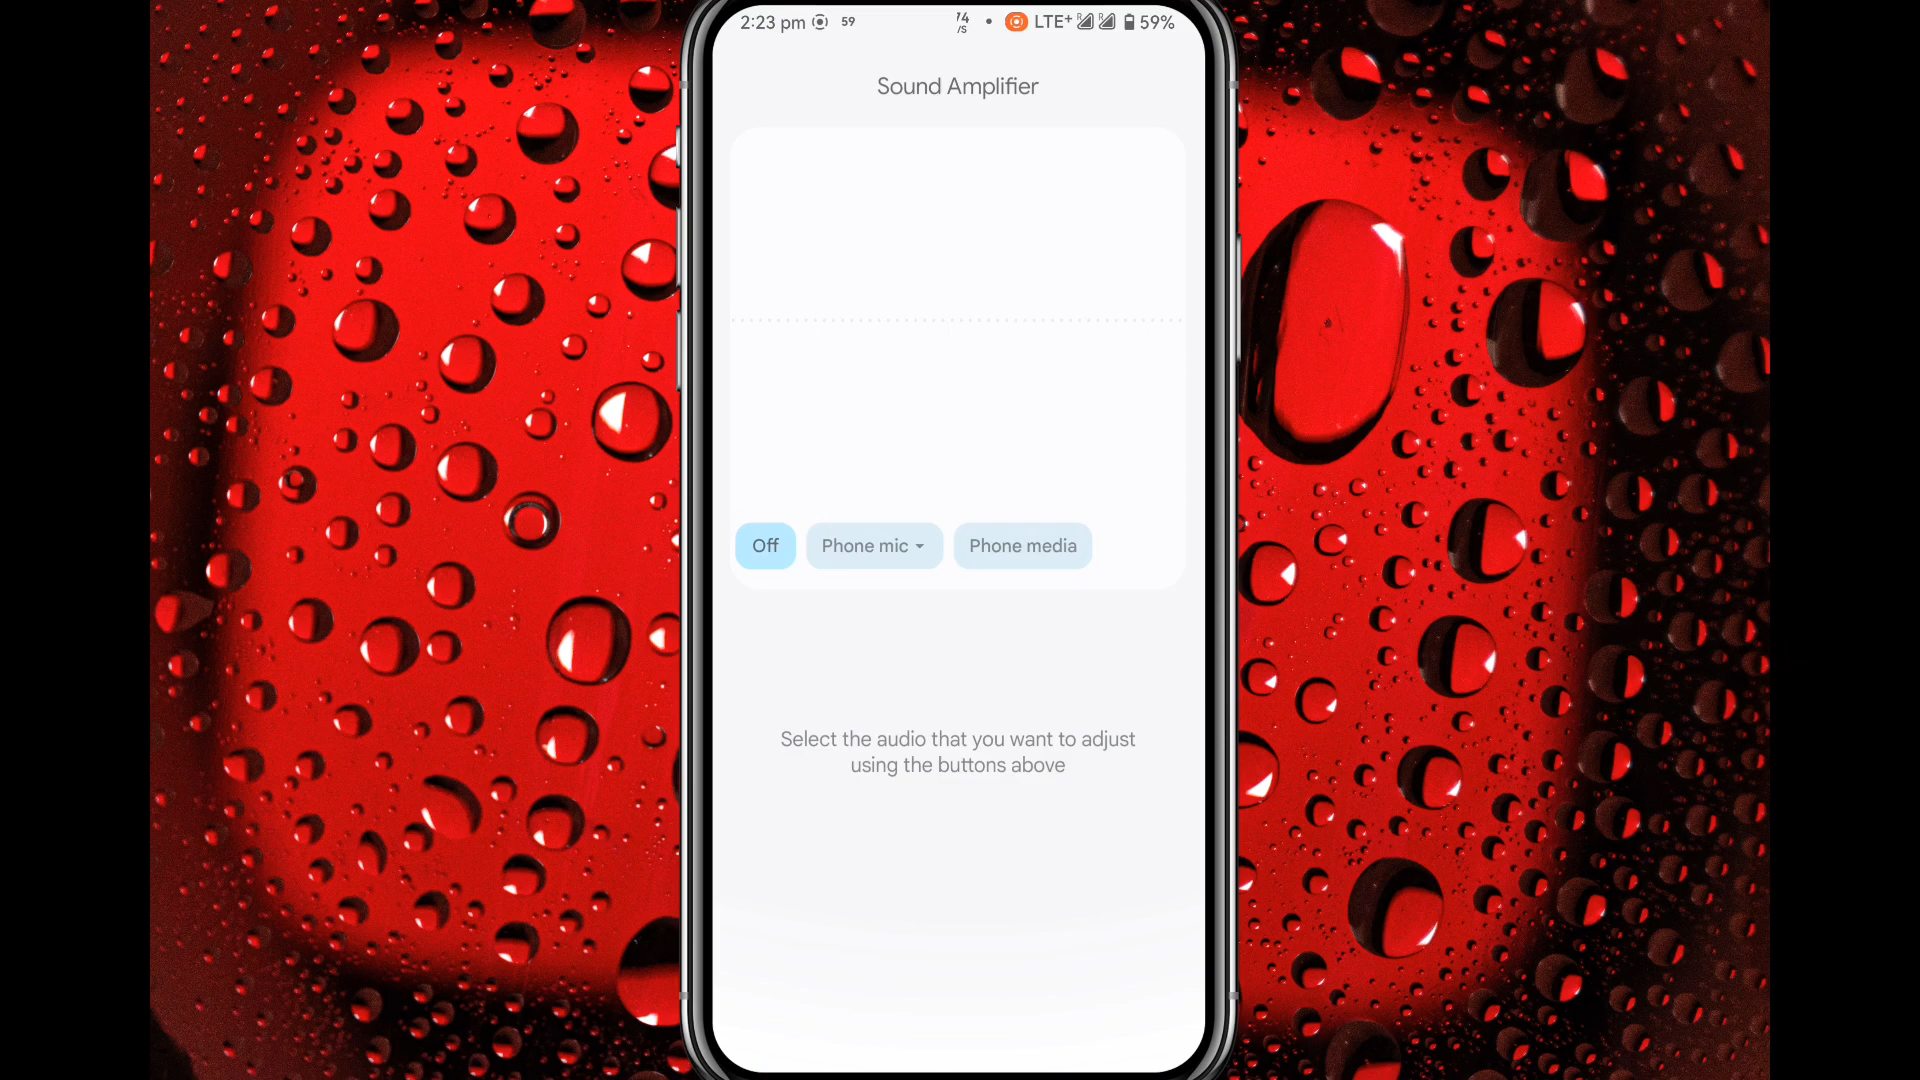 2:23 pm 59 LTE+ 59%
/s
Sound Amplifier
Off Phone mic Phone media
Select the audio that you want to adjust
using the buttons above